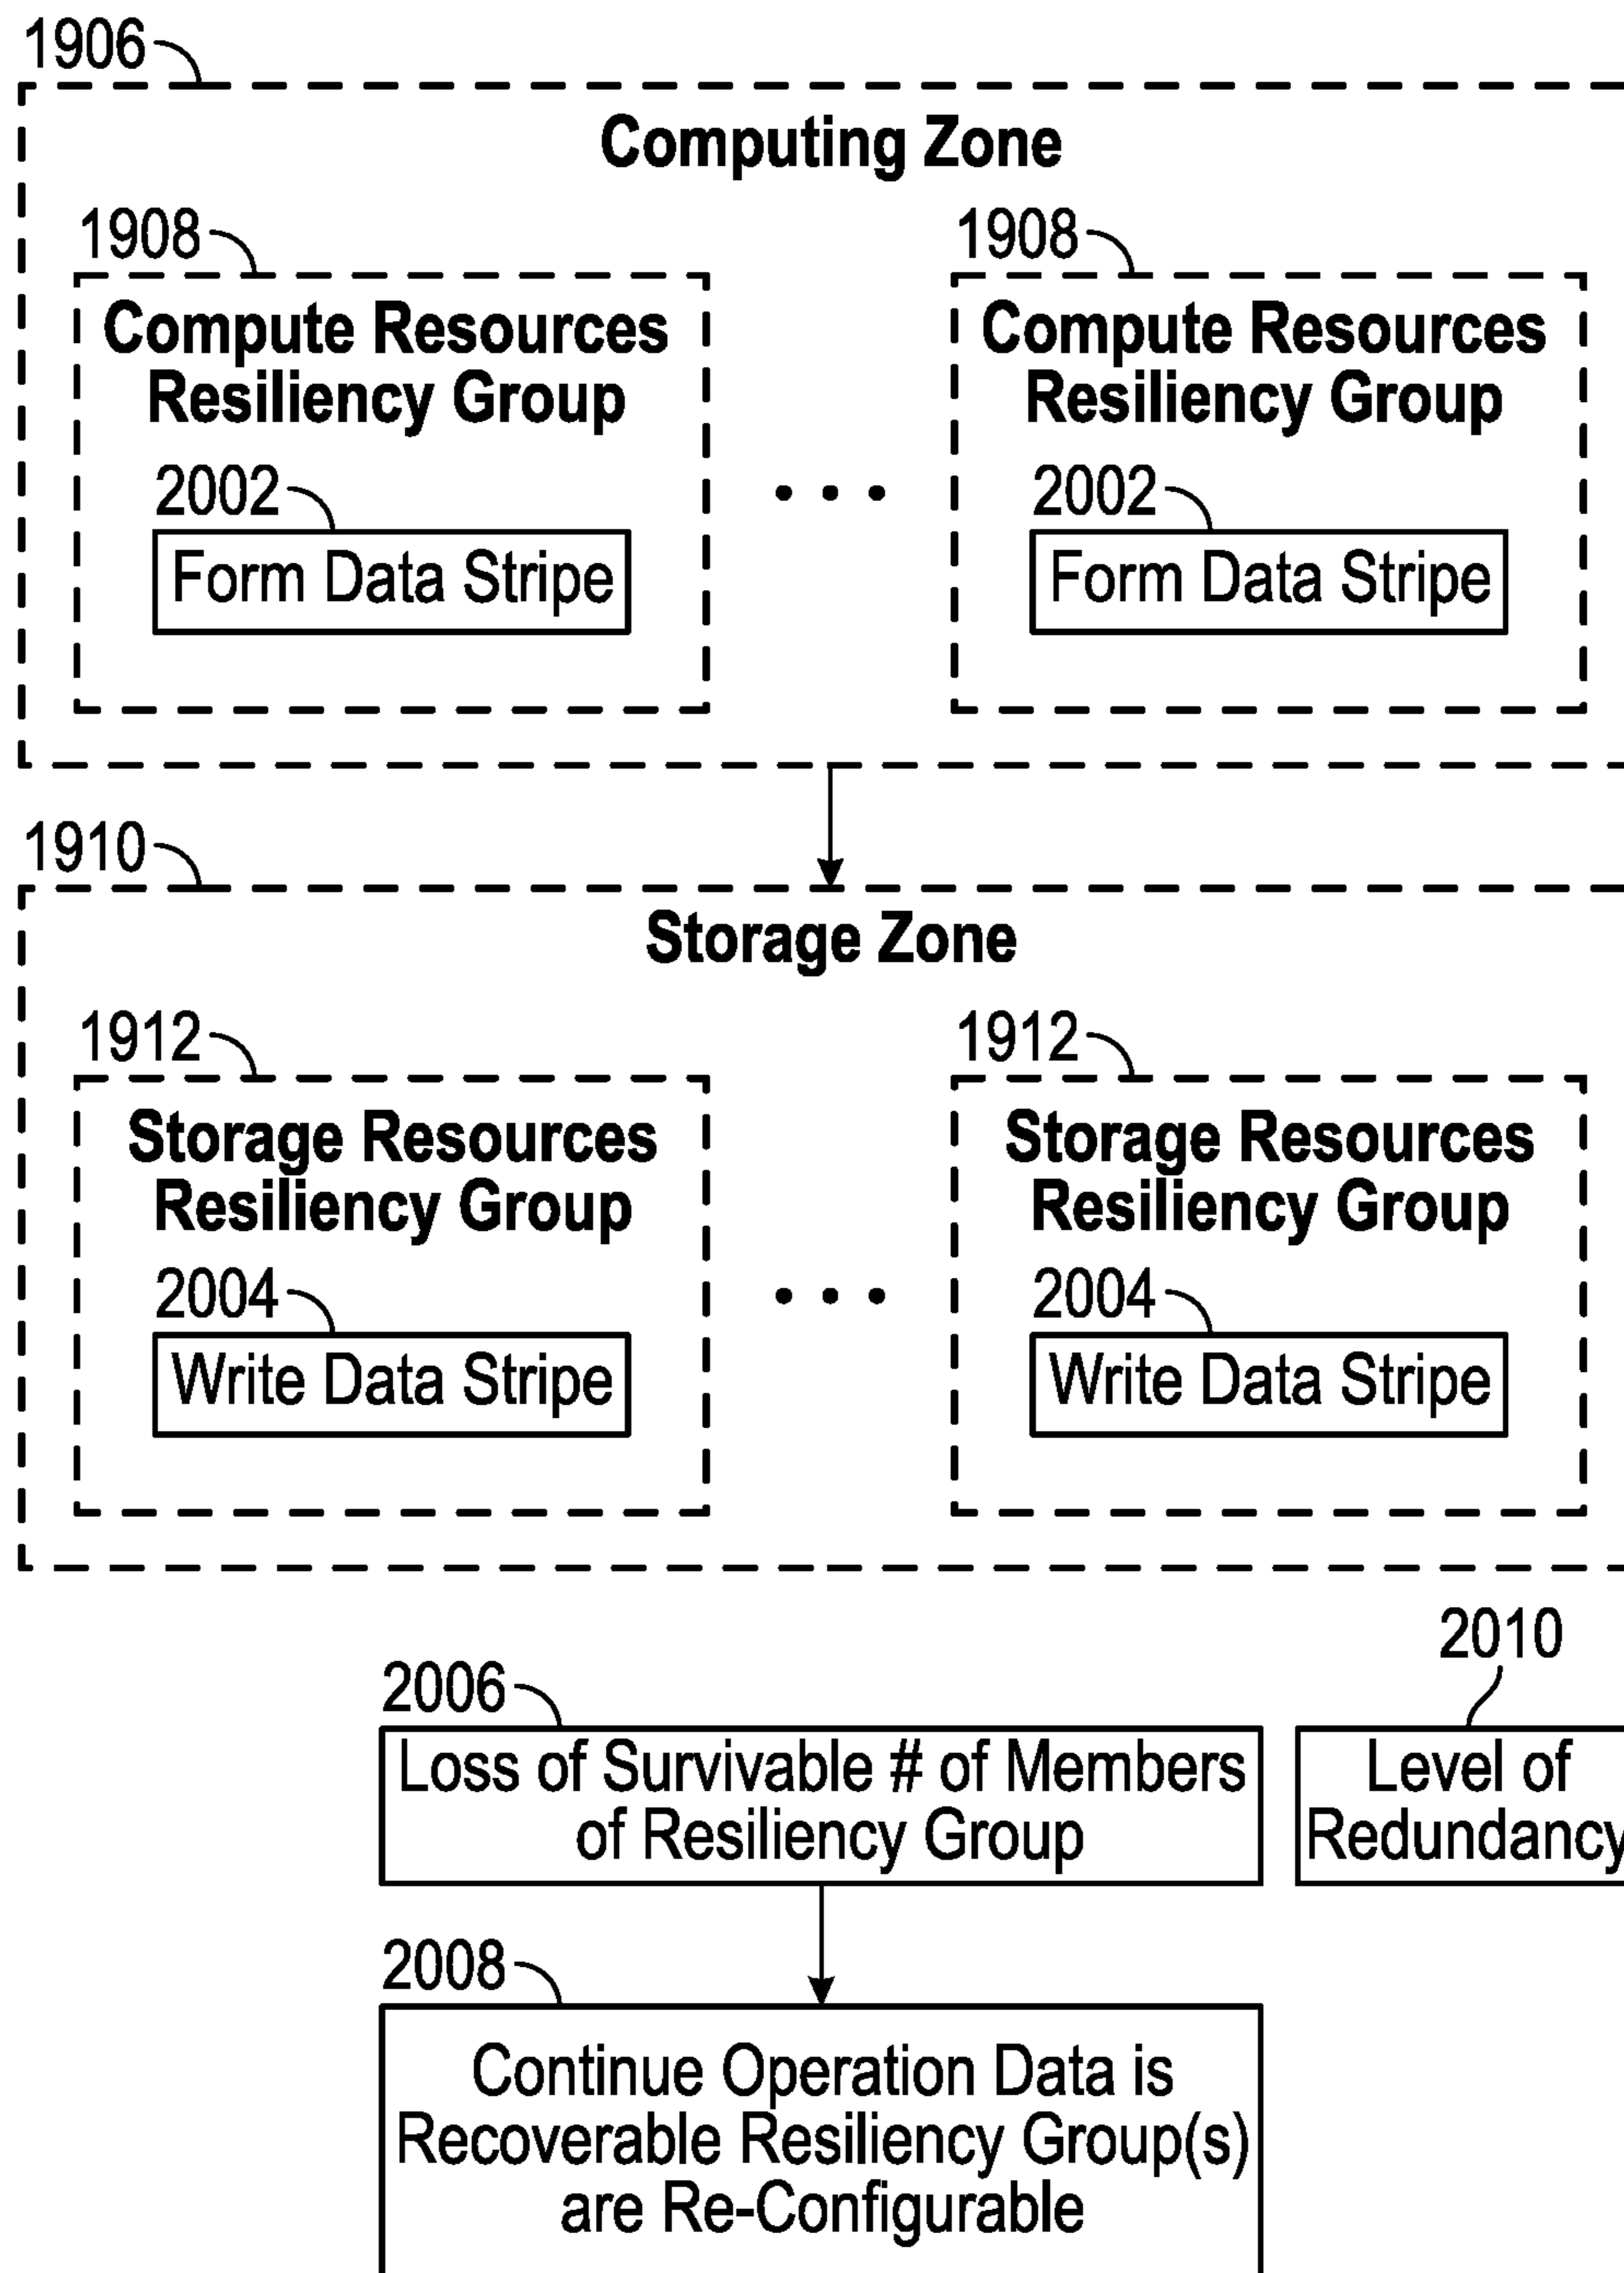 1906
Computing Zone
1908
1908
Compute Resources
Resiliency Group
Compute Resources
Resiliency Group
2002
2002
Form Data Stripe
Form Data Stripe
1910
Storage Zone
1912
1912
Storage Resources
Resiliency Group
Storage Resources
Resiliency Group
2004
2004
Write Data Stripe
Write Data Stripe
2006
2010
Loss of Survivable # of Members
of Resiliency Group
Level of
Redundancy
2008
Continue Operation Data is
Recoverable Resiliency Group(s)
are Re-Configurable